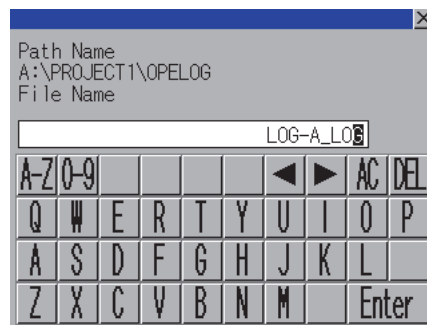 ×
Path Name
A:\PROJECT1\OPELOG
File Name
LOG-A_LOG
A-Z 0-9 ◀ ▶ AC DEL
Q W E R T Y U I O P
A S D F G H J K L
Z X C V B N M Enter